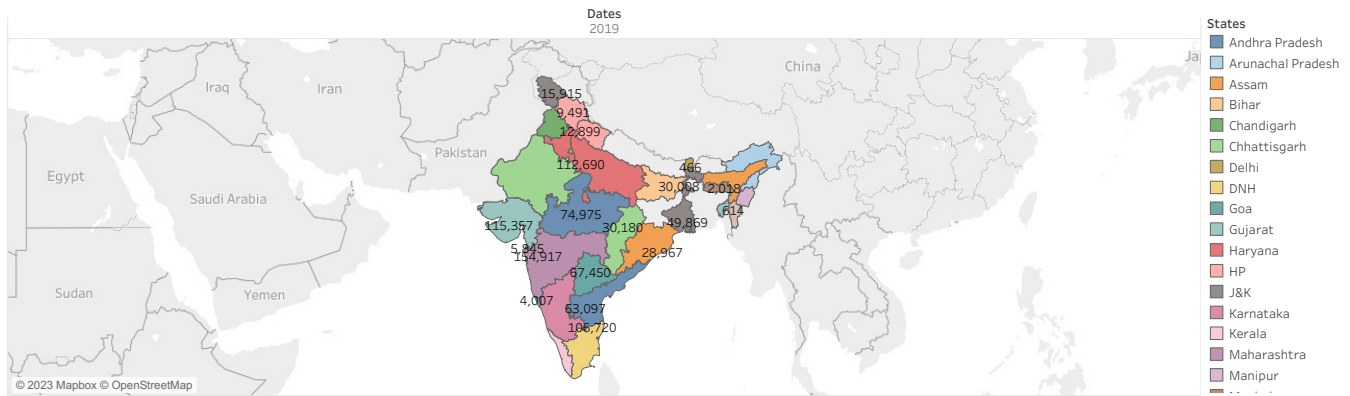 Dates
2019
States
Andhra Pradesh
Arunachal Pradesh
Assam
Bihar
Chandigarh
Chhattisgarh
Delhi
DNH
Goa
Gujarat
Haryana
HP
J&K
Karnataka
Kerala
Maharashtra
Manipur
China
Iraq
Iran
Pakistan
Egypt
Saudi Arabia
Sudan
Yemen
15,915
9,491
12,899
112,690
466
30,008
2,018
614
74,975
115,357
30,180
49,869
5,845
154,917
28,967
67,450
4,007
63,097
106,720
© 2023 Mapbox © OpenStreetMap